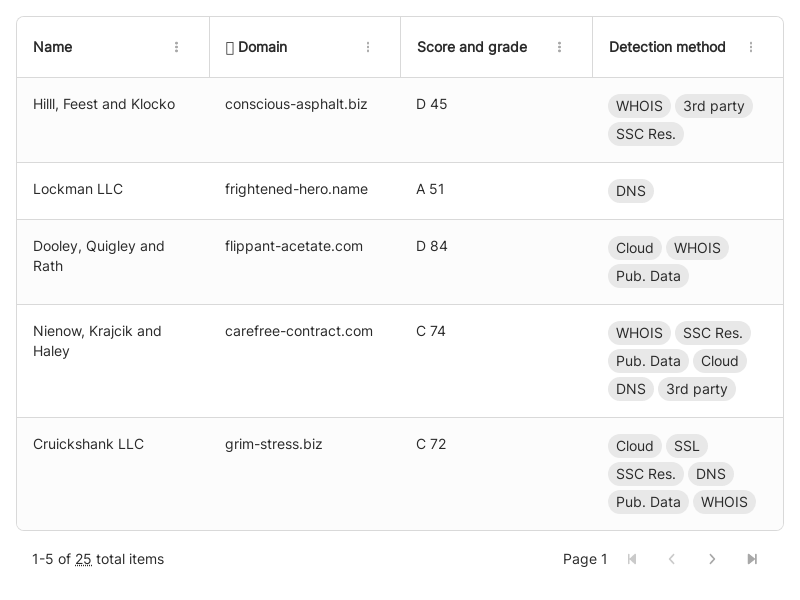 Name Domain Score and grade Detection method
Hilll, Feest and Klocko conscious-asphalt.biz D 45 WHOIS 3rd party
SSC Res.
Lockman LLC frightened-hero.name A 51 DNS
Dooley, Quigley and flippant-acetate.com D 84 Cloud WHOIS
Rath Pub. Data
Nienow, Krajcik and carefree-contract.com C 74 WHOIS SSC Res.
Haley Pub. Data Cloud
DNS 3rd party
Cruickshank LLC grim-stress.biz C 72 Cloud SSL
SSC Res. DNS
Pub. Data WHOIS
1-5 of 25 total items Page 1